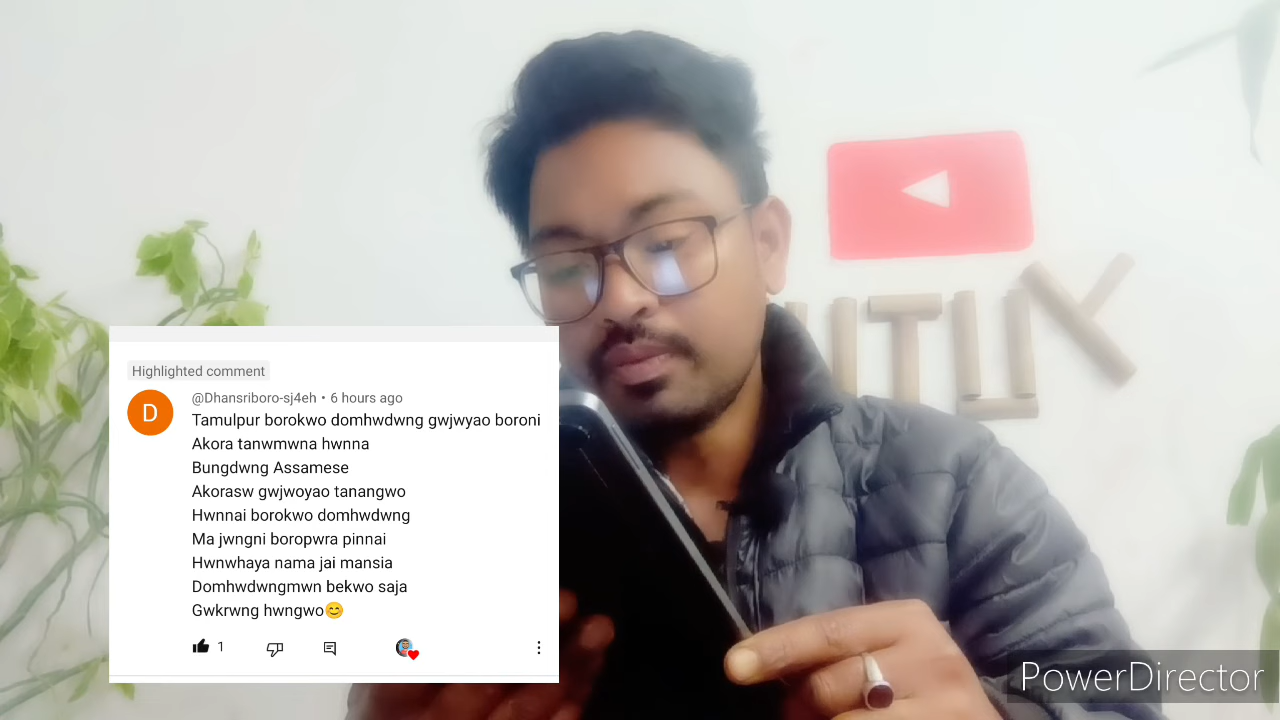 Highlighted comment
@Dhansriboro-sj4eh • 6 hours ago
Tamulpur borokwo domhwdwng gwjwyao boroni
Akora tanwmwna hwnna
Bungdwng Assamese
Akorasw gwjwoyao tanangwo
Hwnnai borokwo domhwdwng
Ma jwngni boropwra pinnai
Hwnwhaya nama jai mansia
Domhwdwngmwn bekwo saja
Gwkrwng hwngwo😊
1
D
PowerDirector